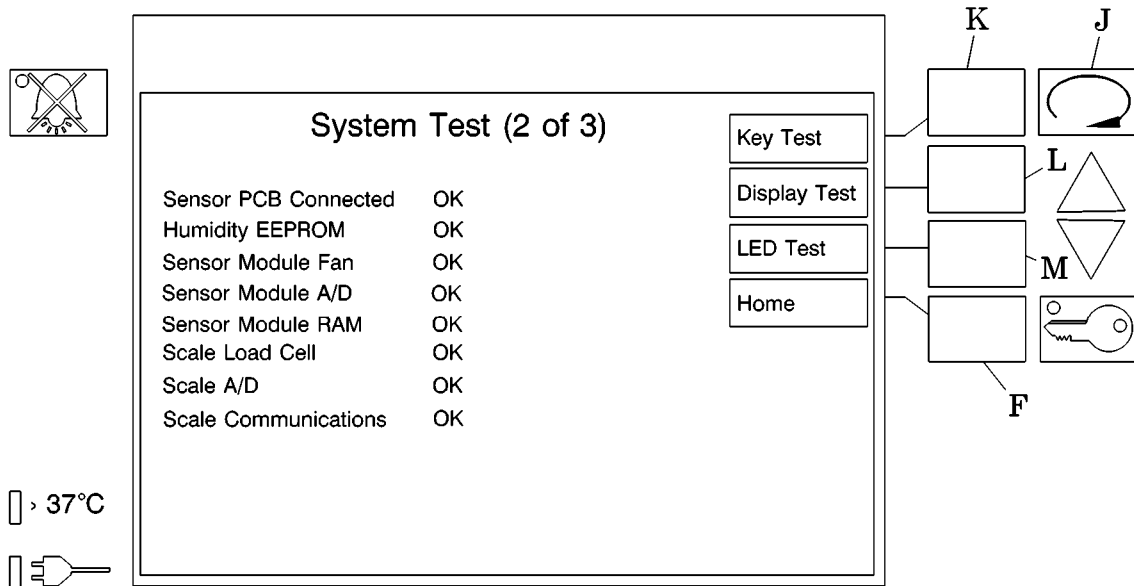 K
J
System Test (2 of 3)
Key Test
Sensor PCB Connected OK
Display Test
L
Humidity EEPROM OK
LED Test
Sensor Module Fan OK
M
Sensor Module A/D OK
Home
Sensor Module RAM OK
Scale Load Cell OK
Scale A/D OK
F
Scale Communications OK
› 37°C